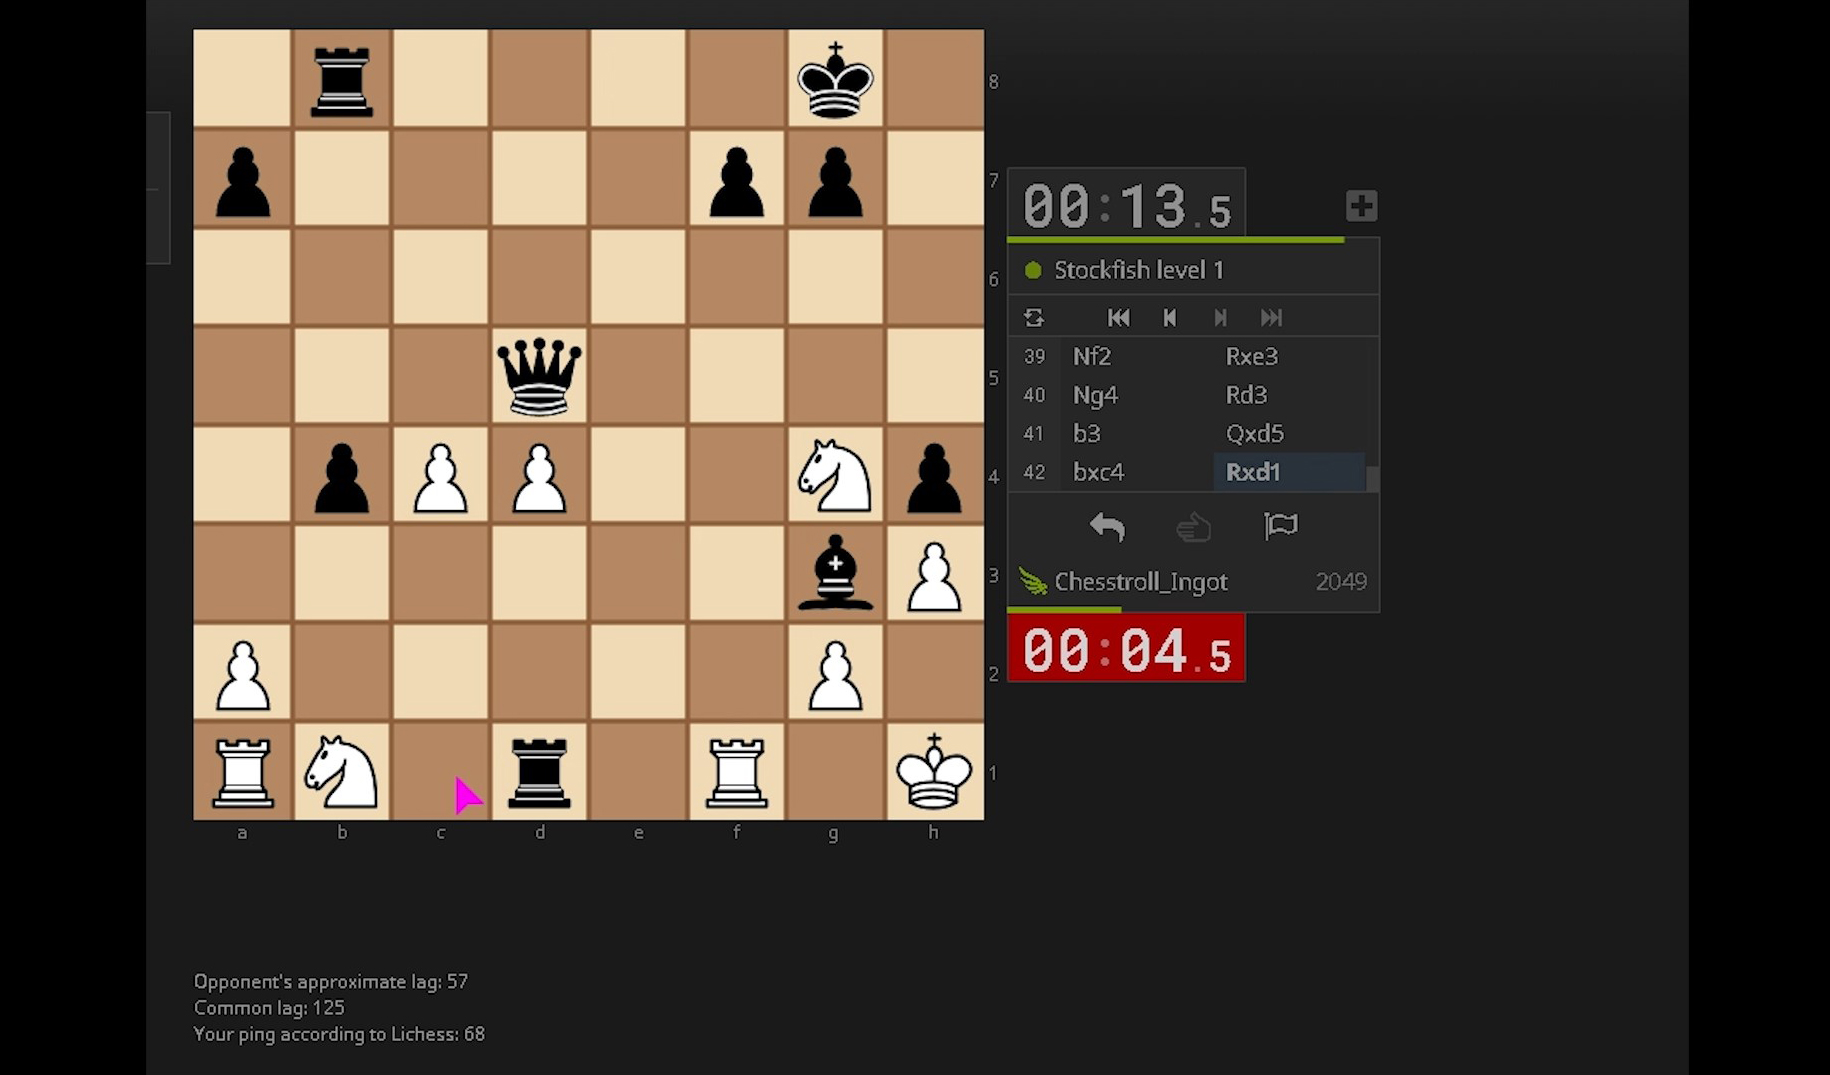 8
7
6
5
4
3
2
1
a b c d e f g h
00:13.5
Stockfish level 1
39 Nf2 Rxe3
40 Ng4 Rd3
41 b3 Qxd5
42 bxc4 Rxd1
Chesstroll_Ingot 2049
00:04.5
Opponent's approximate lag: 57
Common lag: 125
Your ping according to Lichess: 68